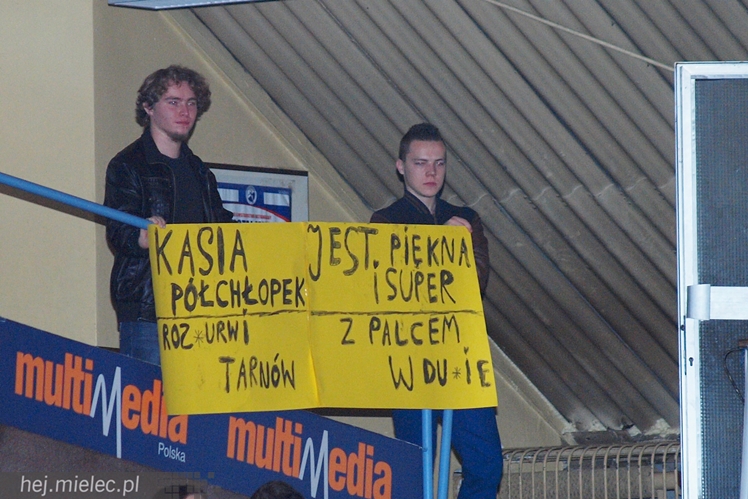 KASIA JEST PIĘKNA
PÓŁCHŁOPEK I SUPER
ROZ*URWI Z PALCEM
TARNÓW W DU*IE
multiMedia
Polska
multiMedia
hej.mielec.pl